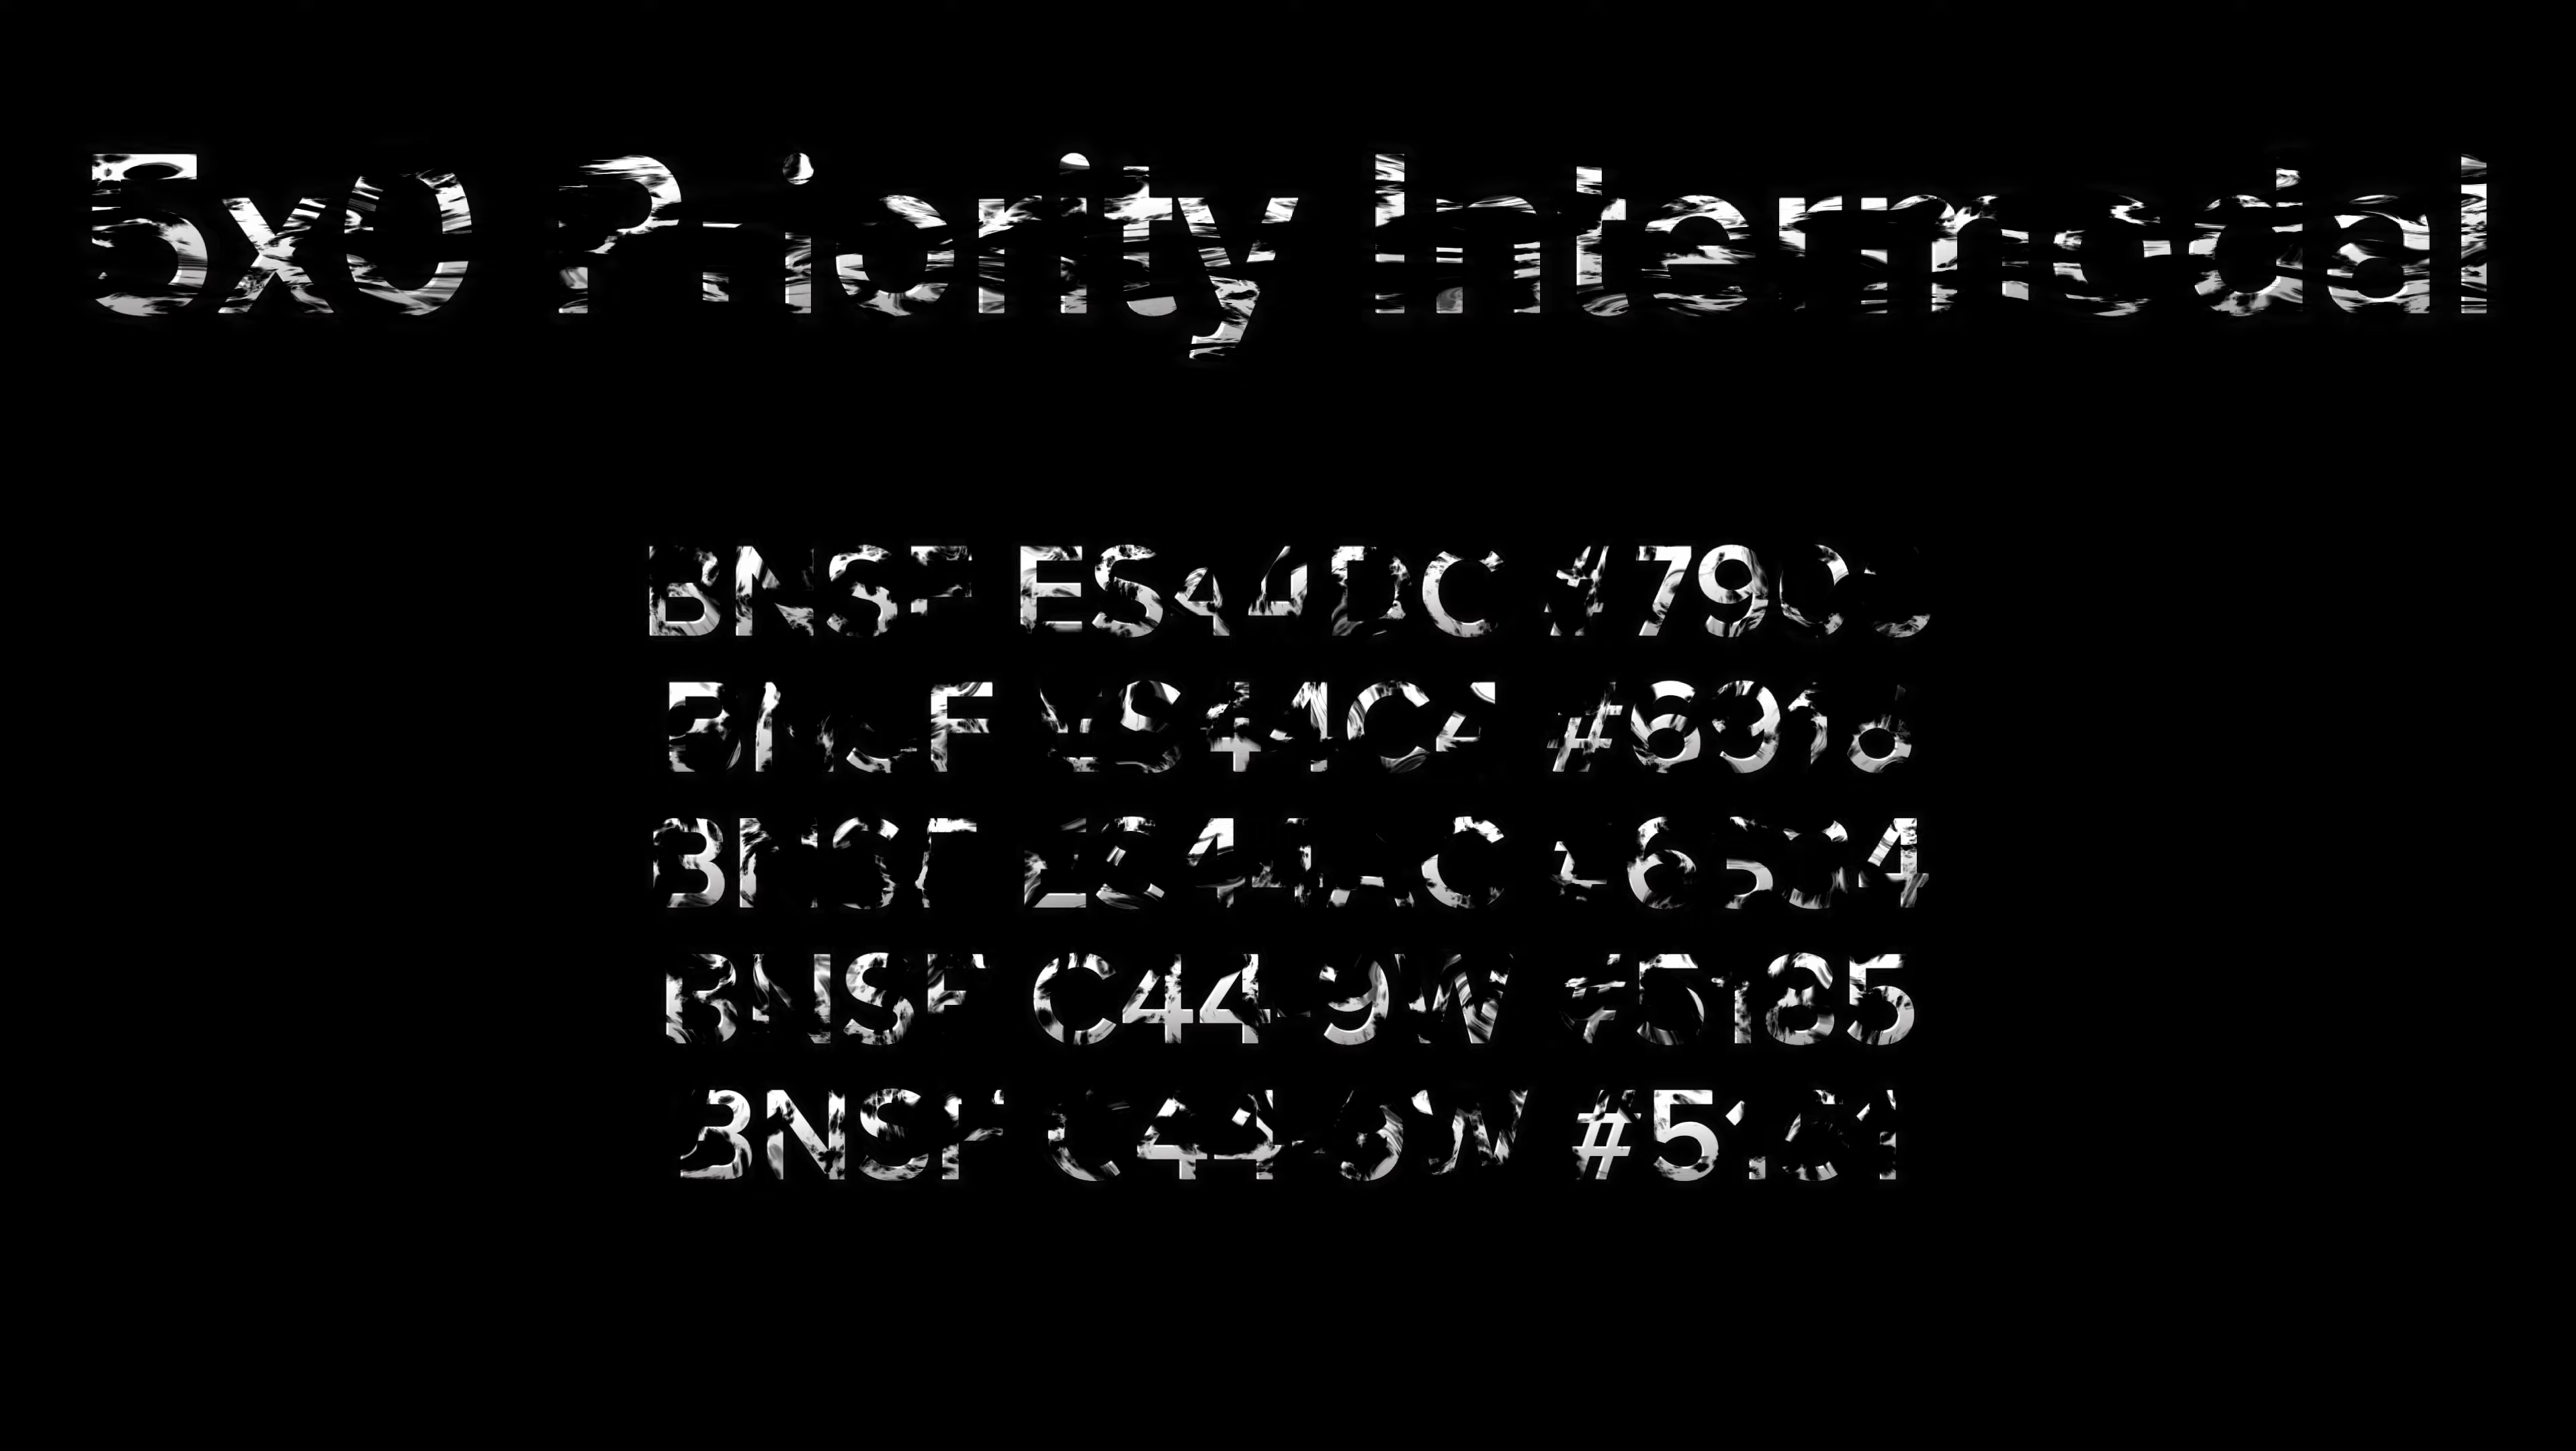 5x0 Priority Intermodal
BNSF ES44DC
BNSF ES44C4
BNSF ES44AC
BNSF C44-9W #5185
BNSF C44-9W